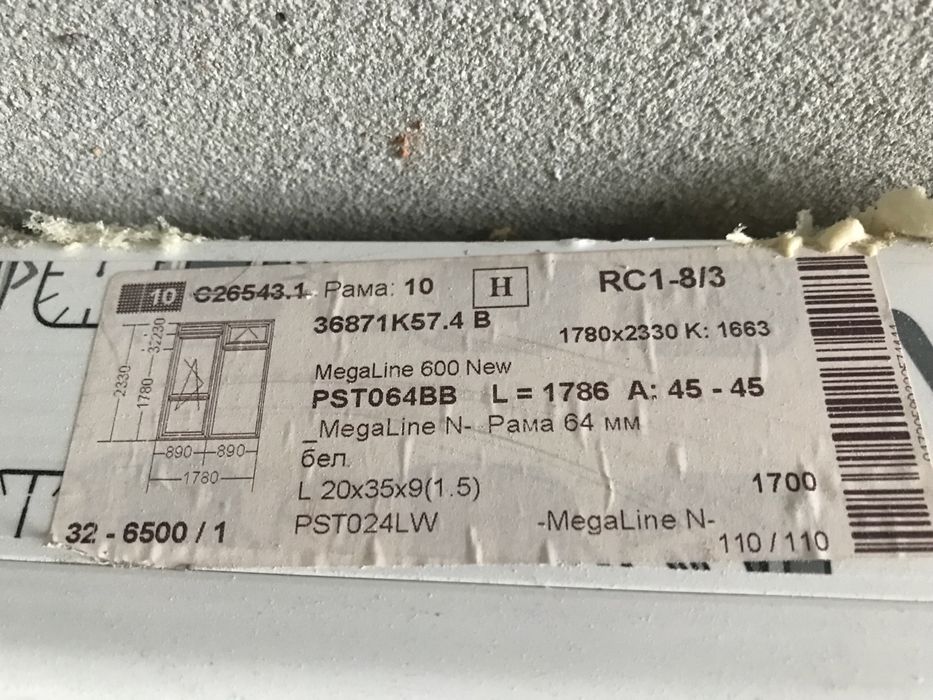 10 C26543.1 Рама: 10 H RC1-8/3
36871K57.4 B 1780x2330 K: 1663
MegaLine 600 New
PST064BB L = 1786 A: 45 - 45
_MegaLine N- Рама 64 мм
бел.
L 20x35x9(1.5) 1700
PST024LW -MegaLine N-
110 / 110
2330
1780
890 890
1780
32 - 6500 / 1